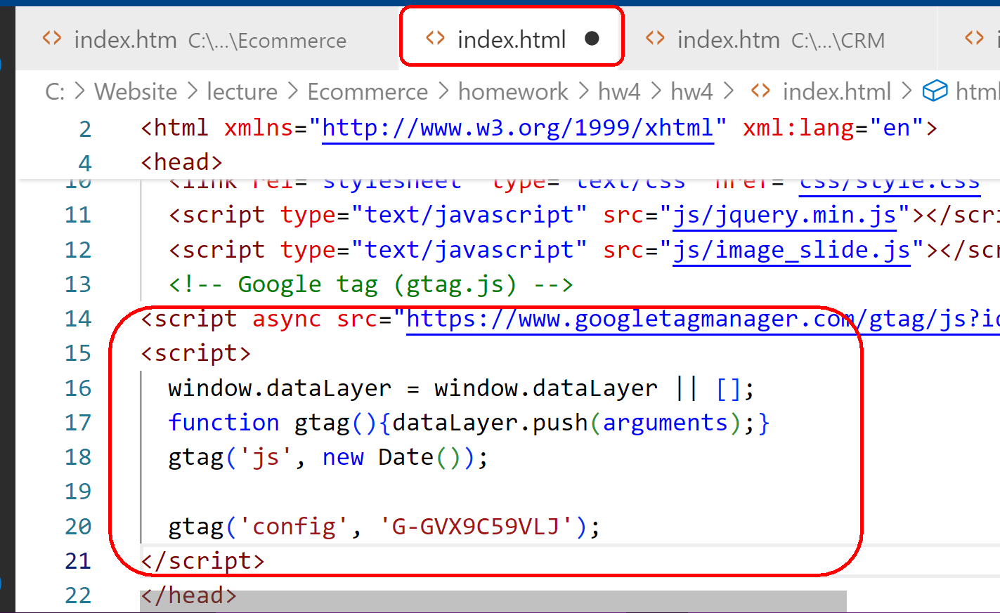 index.htm C:\...\Ecommerce index.html index.htm C:\...\CRM
C: > Website > lecture > Ecommerce > homework > hw4 > hw4 > index.html > html
2 <html xmlns="http://www.w3.org/1999/xhtml" xml:lang="en">
4 <head>
10 <link rel="stylesheet" type="text/css" href="css/style.css
11 <script type="text/javascript" src="js/jquery.min.js"></scri
12 <script type="text/javascript" src="js/image_slide.js"></scr
13 <!-- Google tag (gtag.js) -->
14 <script async src="https://www.googletagmanager.com/gtag/js?id
15 <script>
16 window.dataLayer = window.dataLayer || [];
17 function gtag(){dataLayer.push(arguments);}
18 gtag('js', new Date());
19
20 gtag('config', 'G-GVX9C59VLJ');
21 </script>
22 </head>